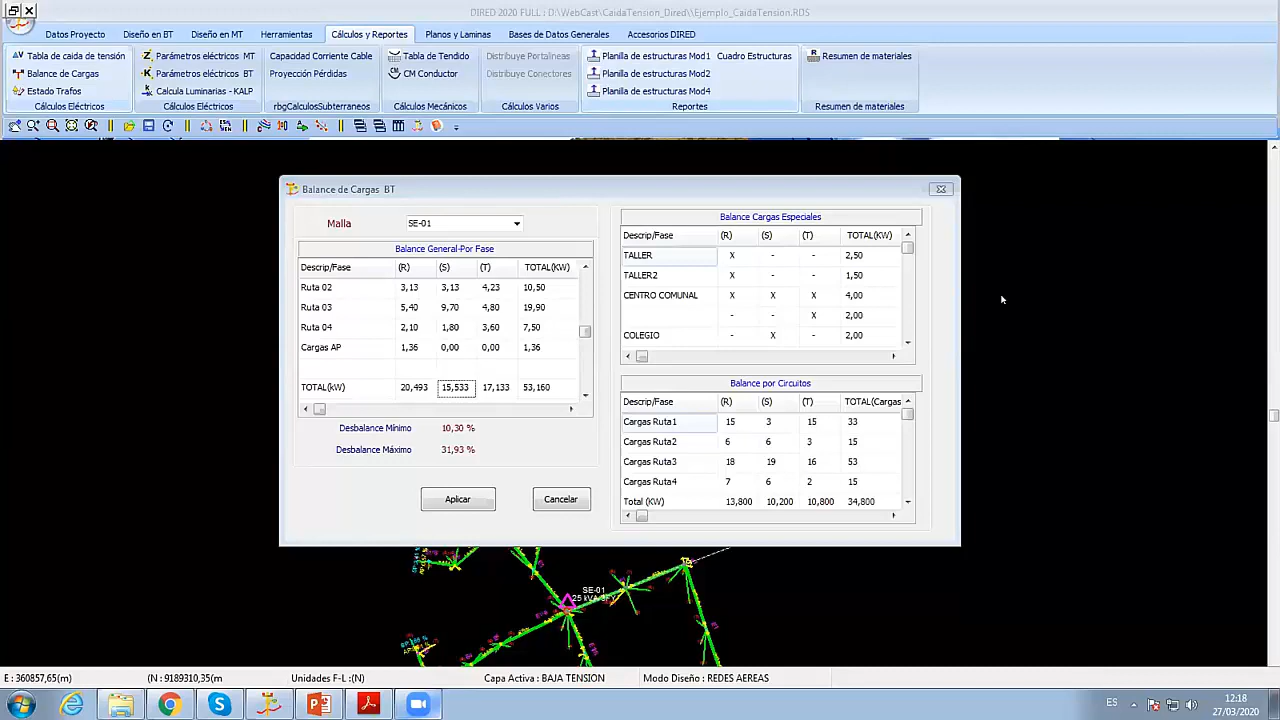 DIRED 2020 FULL : D:\WebCast\CaidaTension_Dired\\Ejemplo_CaidaTension.RDS
Datos Proyecto Diseño en BT Diseño en MT Herramientas Cálculos y Reportes Planos y Laminas Bases de Datos Generales Accesorios DIRED
Tabla de caida de tensión Parámetros eléctricos MT Capacidad Corriente Cable Tabla de Tendido Distribuye Portalineas Planilla de estructuras Mod1 Cuadro Estructuras Resumen de materiales
Balance de Cargas Parámetros eléctricos BT Proyección Pérdidas CM Conductor Distribuye Conectores Planilla de estructuras Mod2
Estado Trafos Calcula Luminarias - KALP Planilla de estructuras Mod4
Cálculos Eléctricos Cálculos Eléctricos rbgCalculosSubterraneos Cálculos Mecánicos Cálculos Varios Reportes Resumen de materiales
Balance de Cargas BT
Malla SE-01
Balance General-Por Fase
Descrip/Fase (R) (S) (T) TOTAL(KW)
Ruta 02 3,13 3,13 4,23 10,50
Ruta 03 5,40 9,70 4,80 19,90
Ruta 04 2,10 1,80 3,60 7,50
Cargas AP 1,36 0,00 0,00 1,36
TOTAL(kW) 20,493 15,533 17,133 53,160
Desbalance Mínimo 10,30 %
Desbalance Máximo 31,93 %
Aplicar Cancelar
Balance Cargas Especiales
Descrip/Fase (R) (S) (T) TOTAL(KW)
TALLER X - - 2,50
TALLER2 X - - 1,50
CENTRO COMUNAL X X X 4,00
- - X 2,00
COLEGIO - X - 2,00
Balance por Circuitos
Descrip/Fase (R) (S) (T) TOTAL(Cargas
Cargas Ruta1 15 3 15 33
Cargas Ruta2 6 6 3 15
Cargas Ruta3 18 19 16 53
Cargas Ruta4 7 6 2 15
Total (KW) 13,800 10,200 10,800 34,800
SE-01
E : 360857,65(m) (N : 9189310,35(m Unidades F-L :(N) Capa Activa : BAJA TENSION Modo Diseño : REDES AEREAS
ES 12:18
27/03/2020